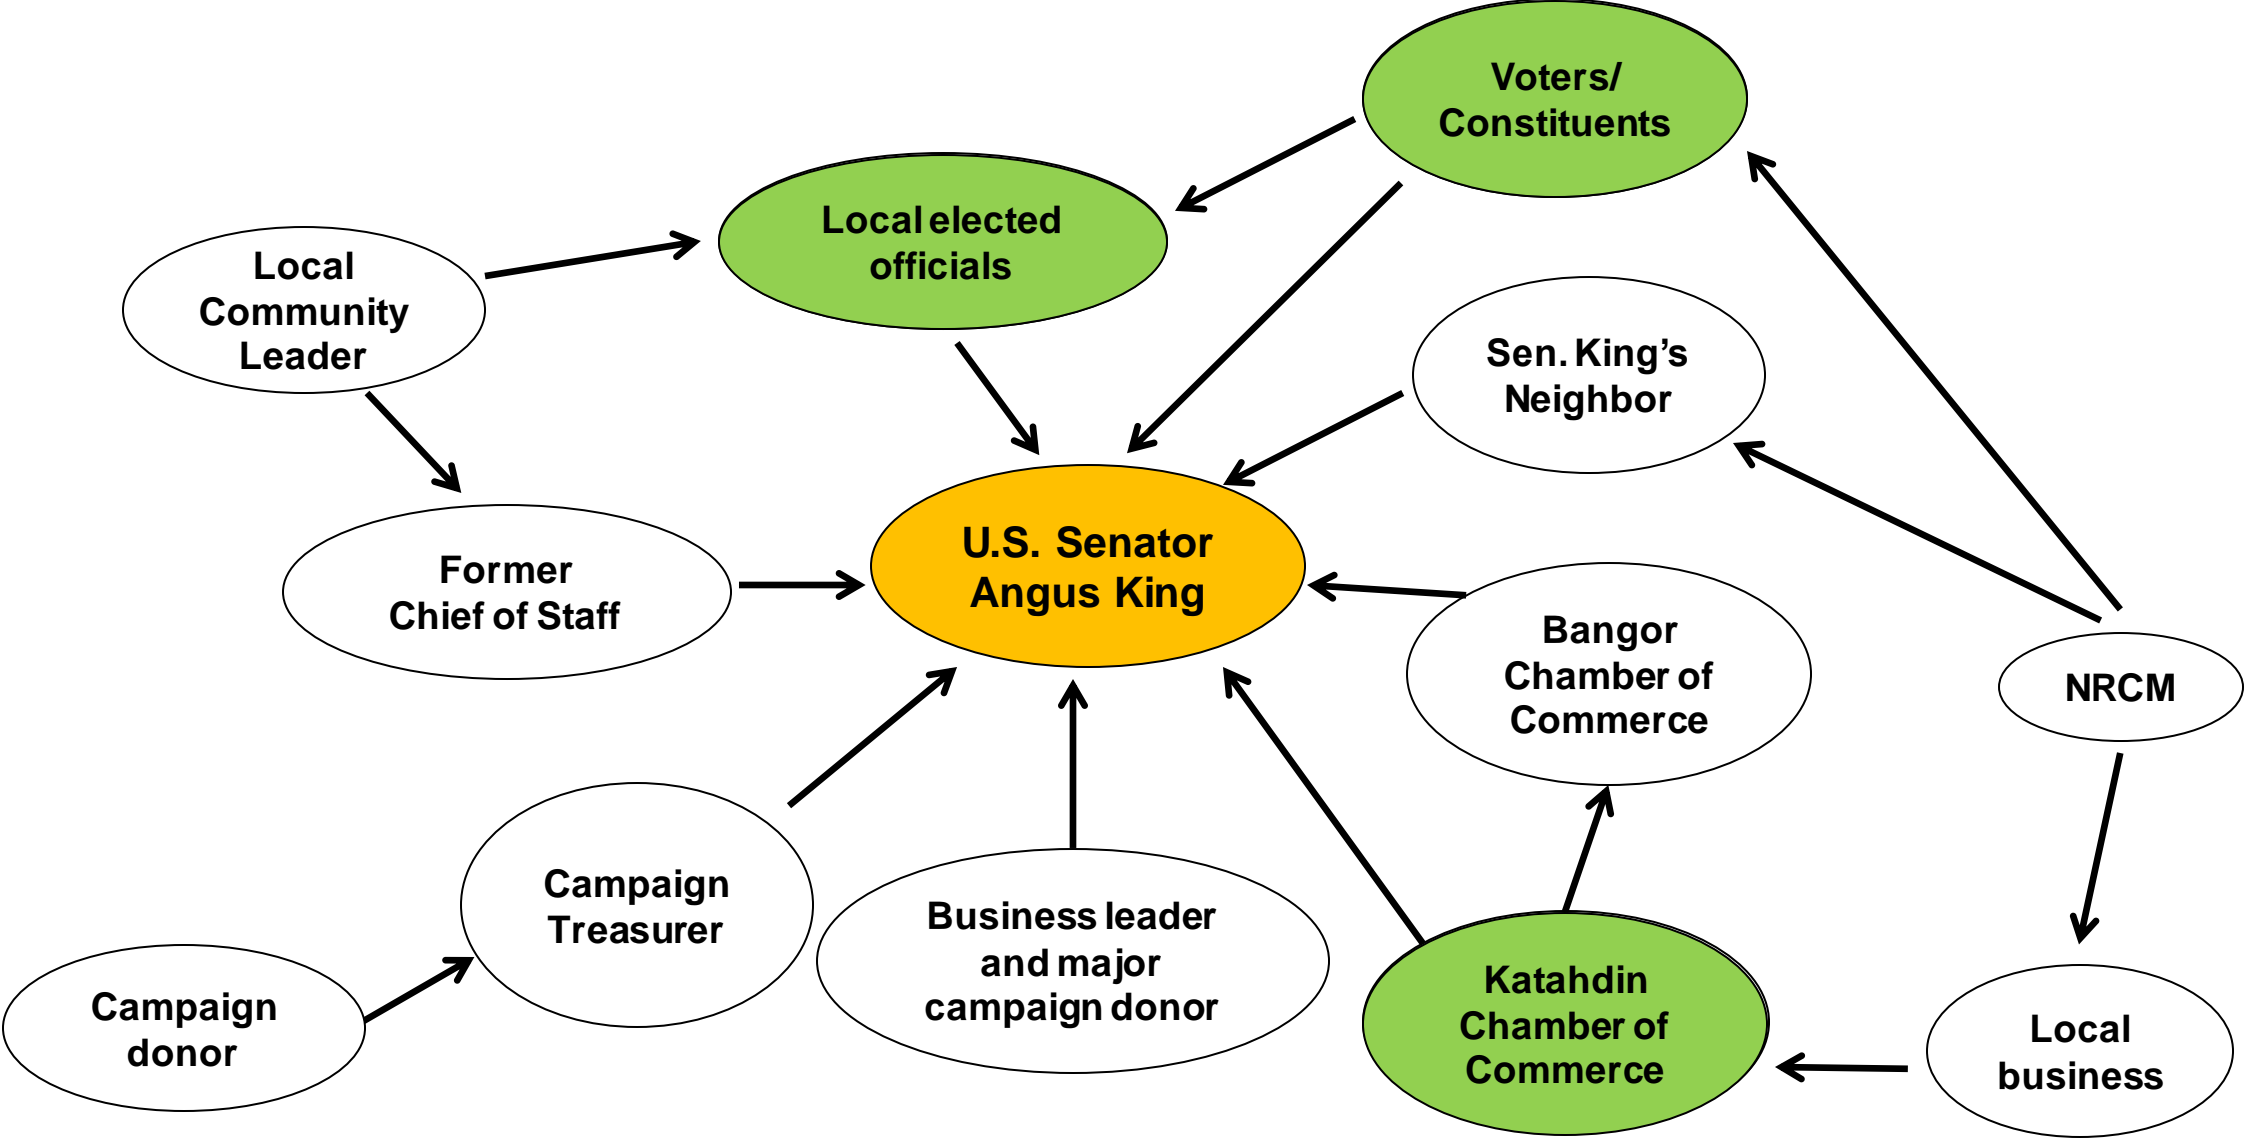 Voters/
Constituents
Local elected
officials
Local
Community
Leader
Sen. King’s
Neighbor
U.S. Senator
Angus King
Former
Chief of Staff
Bangor
Chamber of
Commerce
NRCM
Campaign
Treasurer
Business leader
and major
campaign donor
Katahdin
Chamber of
Commerce
Campaign
donor
Local
business